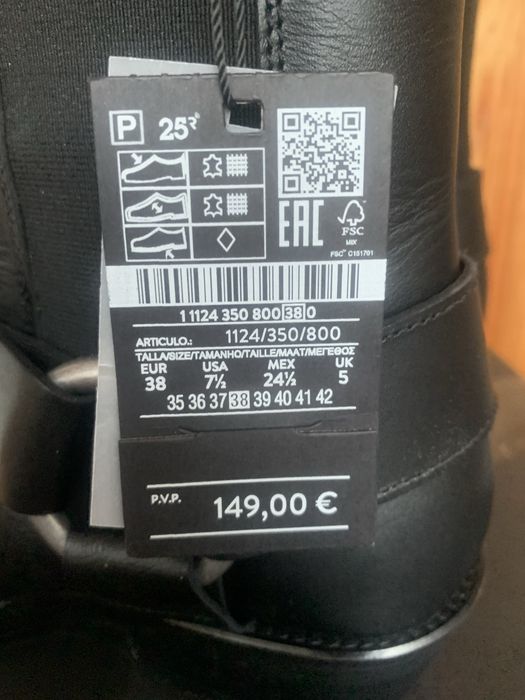 P 25
EAC
FSC
MIX
FSC™ C151701
1 1124 350 800 38 0
ARTICULO.: 1124/350/800
TALLA/SIZE/TAMANHO/TAILLE/MAAT/ΜΕΓΕΘΟΣ
EUR USA MEX UK
38 7½ 24½ 5
35 36 37 38 39 40 41 42
P.V.P. 149,00 €